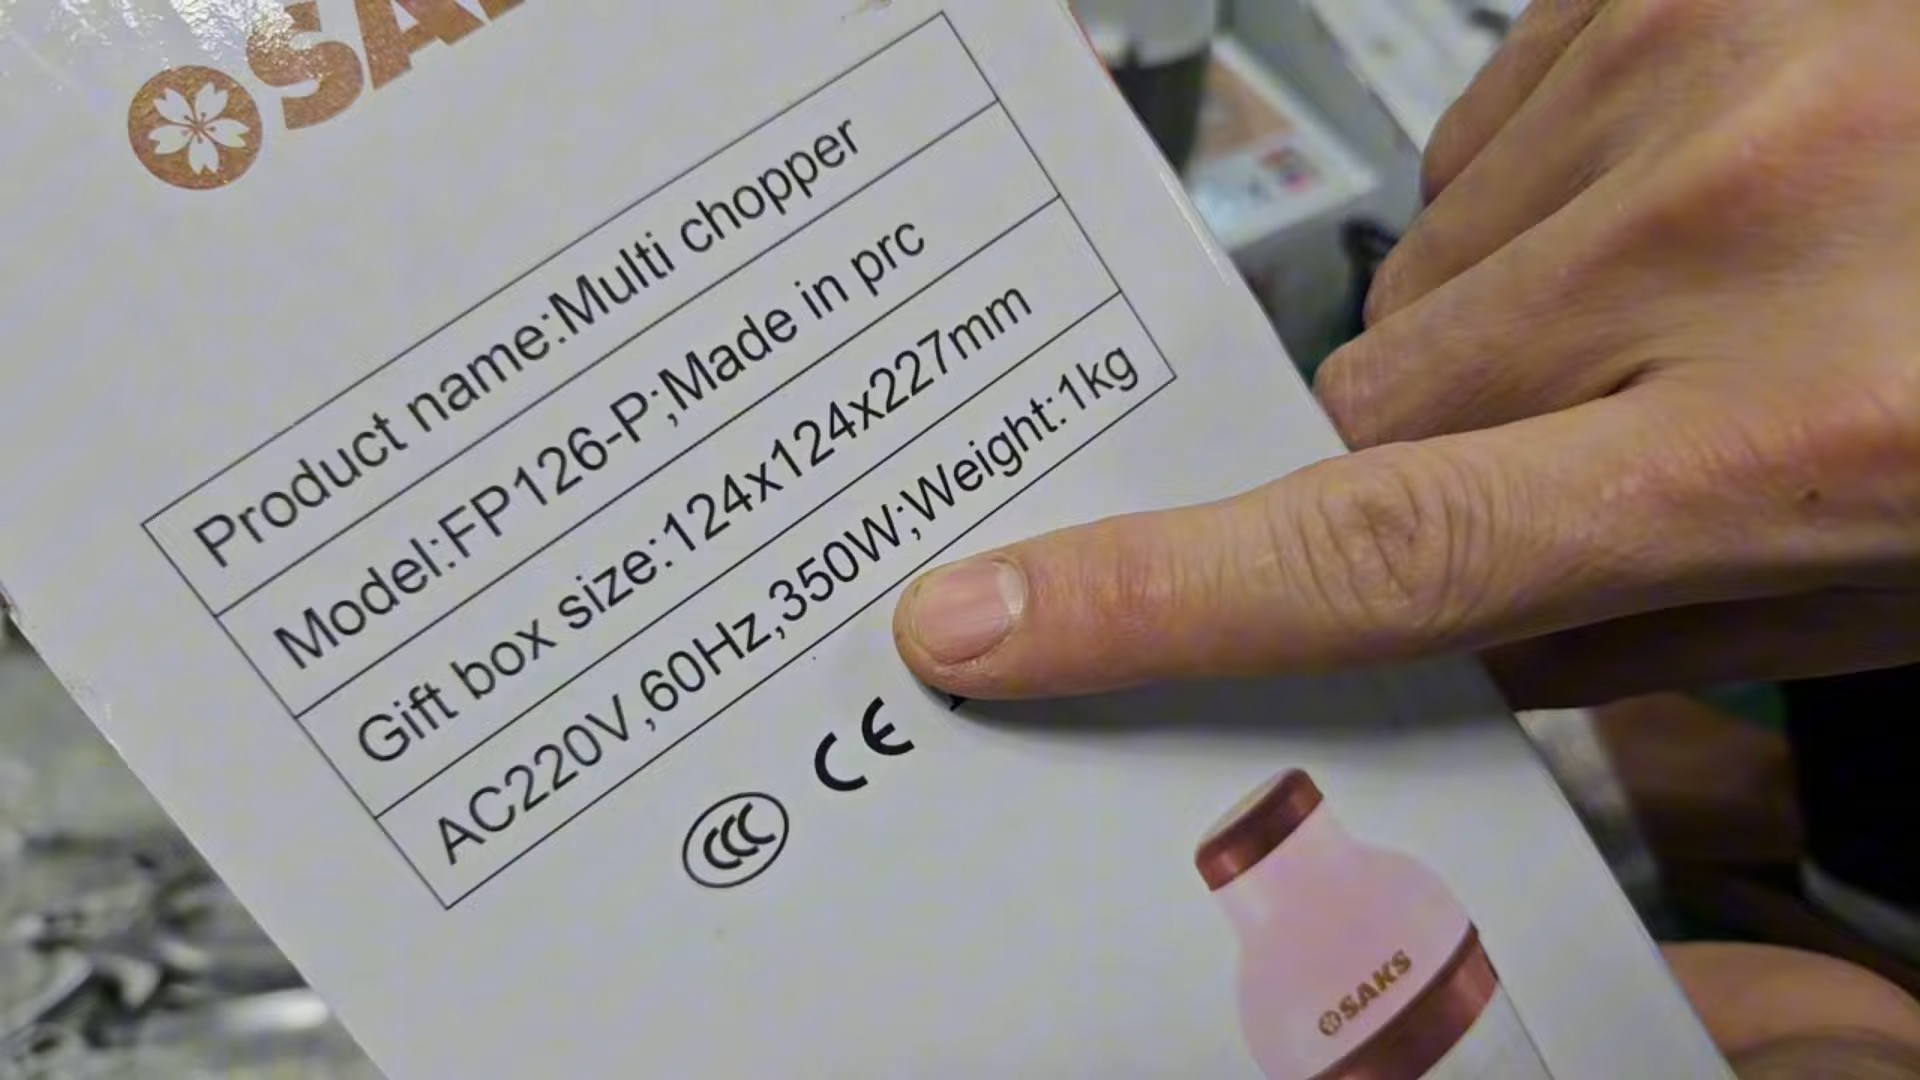 Product name:Multi chopper
Model:FP126-P;Made in prc
Gift box size:124x124x227mm
AC220V,60Hz,350W;Weight:1kg
CCC CE
SAKS